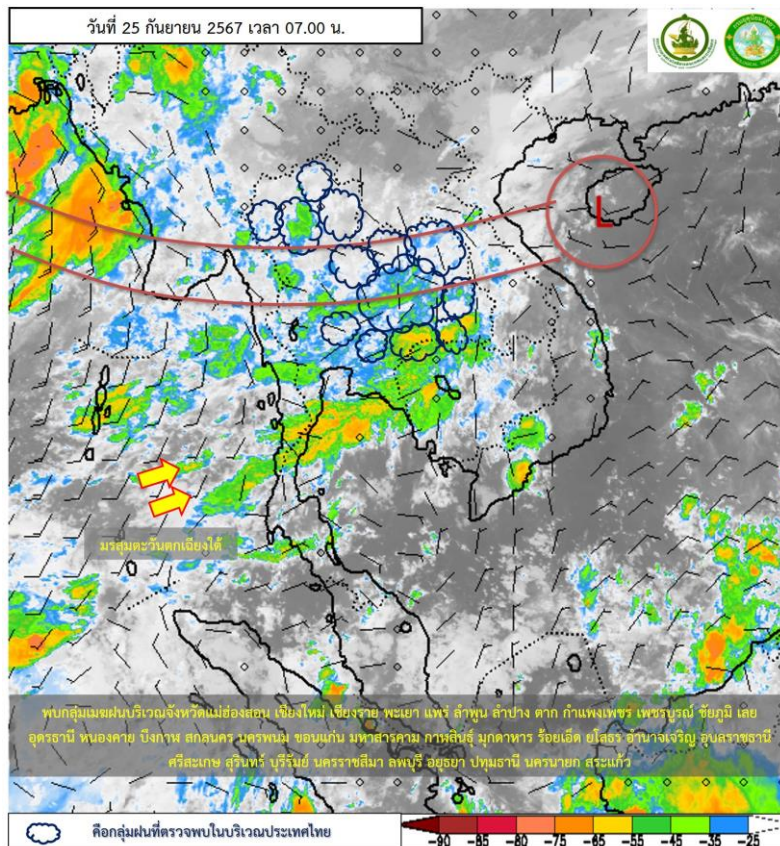 วันที่ 25 กันยายน 2567 เวลา 07.00 น.
L
มรสุมตะวันตกเฉียงใต้
พบกลุ่มเมฆฝนบริเวณจังหวัดแม่ฮ่องสอน เชียงใหม่ เชียงราย พะเยา แพร่ ลำพูน ลำปาง ตาก กำแพงเพชร เพชรบูรณ์ ชัยภูมิ เลย
อุดรธานี หนองคาย บึงกาฬ สกลนคร นครพนม ขอนแก่น มหาสารคาม กาฬสินธุ์ มุกดาหาร ร้อยเอ็ด ยโสธร อำนาจเจริญ อุบลราชธานี
ศรีสะเกษ สุรินทร์ บุรีรัมย์ นครราชสีมา ลพบุรี อยุธยา ปทุมธานี นครนายก สระแก้ว
คือกลุ่มฝนที่ตรวจพบในบริเวณประเทศไทย
-90 -85 -80 -75 -65 -55 -45 -35 -25